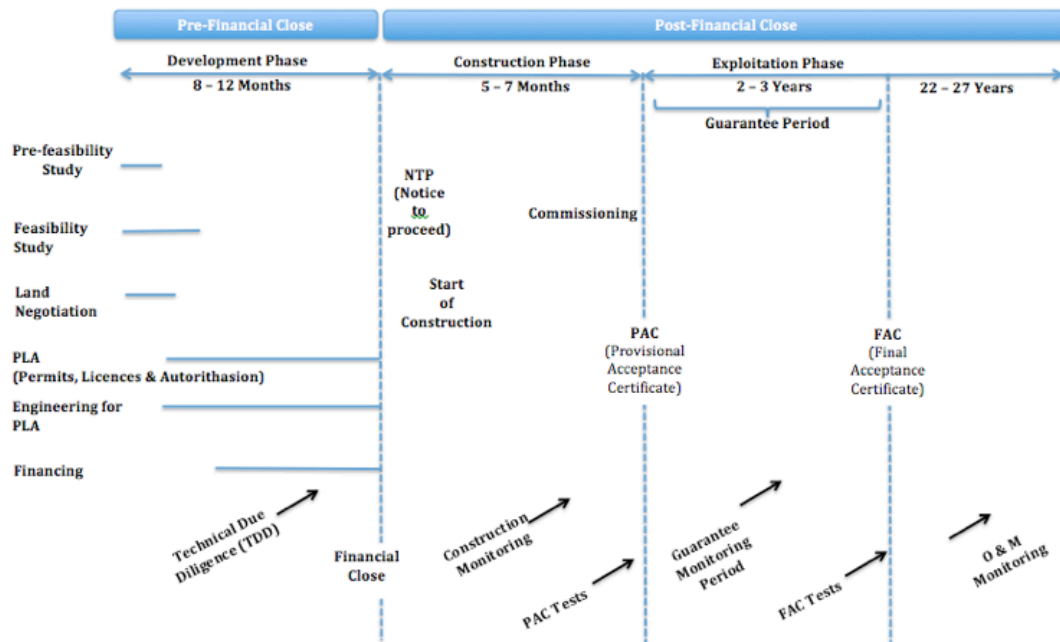 Pre-Financial Close
Post-Financial Close
Development Phase
Construction Phase
Exploitation Phase
8 – 12 Months
5 – 7 Months
2 – 3 Years
22 – 27 Years
Guarantee Period
Pre-feasibility
Study
NTP
(Notice
to
proceed)
Commissioning
Feasibility
Study
Land
Negotiation
Start
of
Construction
PAC
(Provisional
Acceptance
Certificate)
FAC
(Final
Acceptance
Certificate)
PLA
(Permits, Licences & Autorithasion)
Engineering for
PLA
Financing
Technical Due
Diligence (TDD)
Financial
Close
Construction
Monitoring
PAC Tests
Guarantee
Monitoring
Period
FAC Tests
O & M
Monitoring